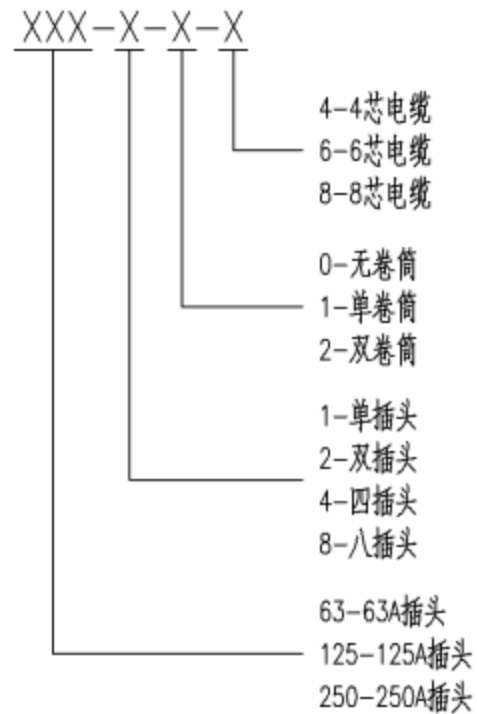 XXX-X-X-X
4-4芯电缆
6-6芯电缆
8-8芯电缆
0-无卷筒
1-单卷筒
2-双卷筒
1-单插头
2-双插头
4-四插头
8-八插头
63-63A插头
125-125A插头
250-250A插头